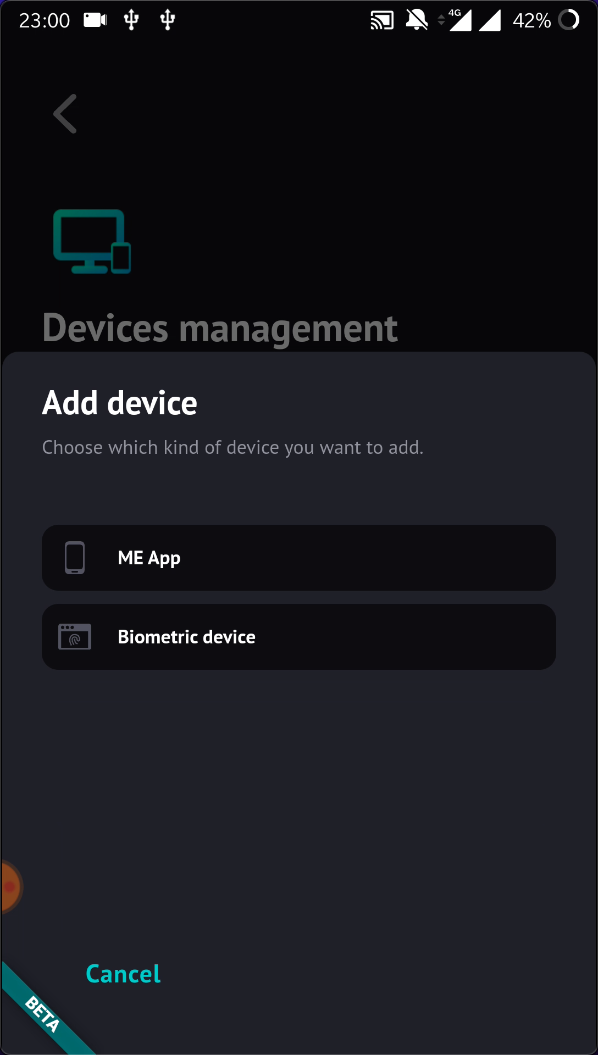 23:00
4G
42%
Devices management
Add device
Choose which kind of device you want to add.
ME App
Biometric device
Cancel
BETA